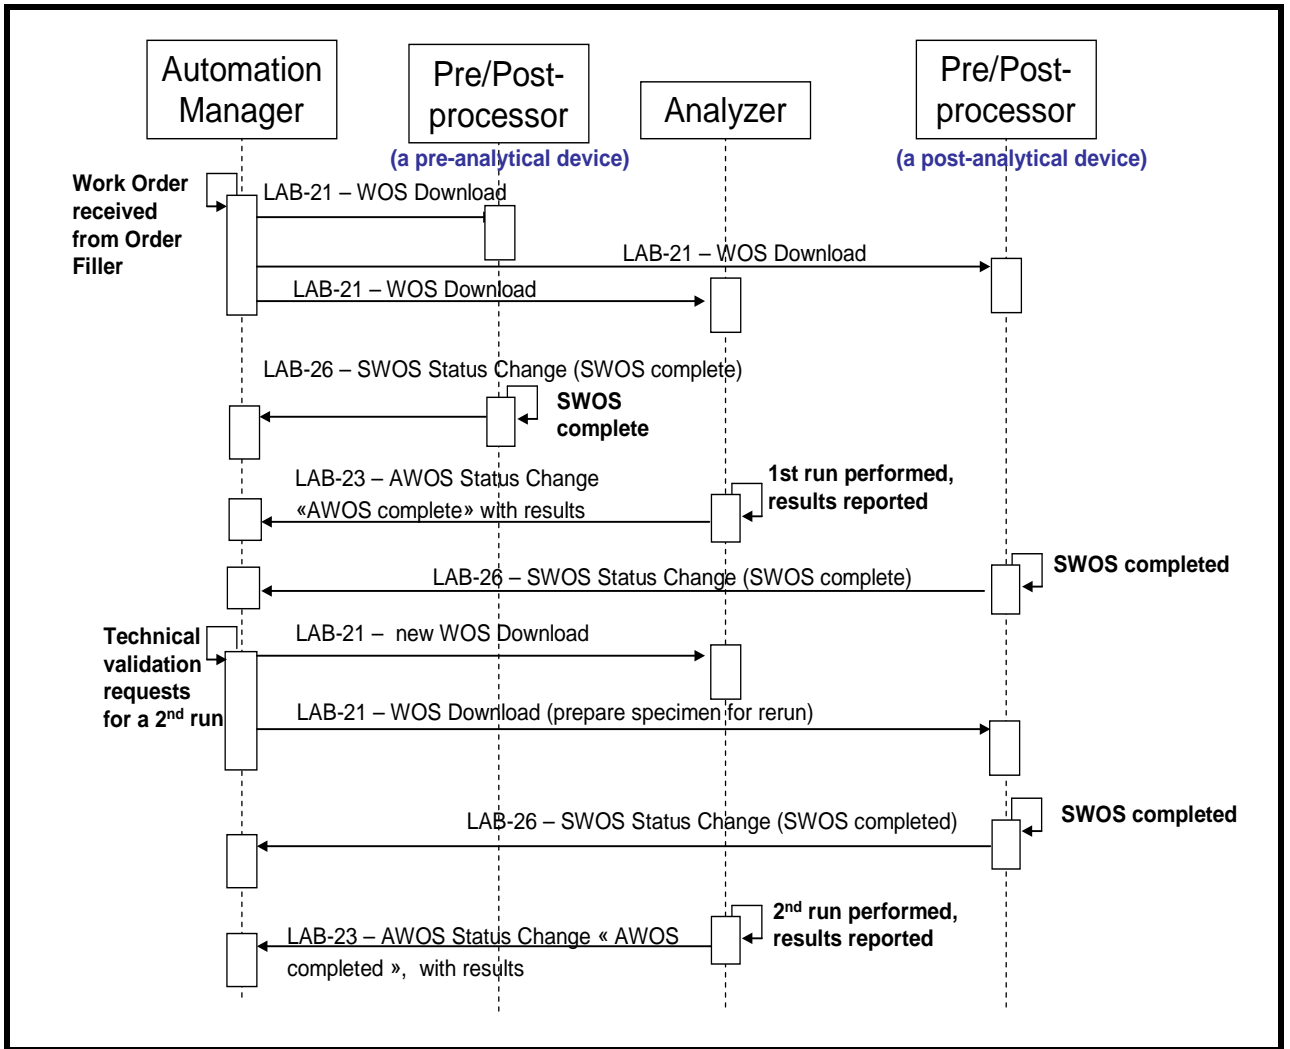 Automation
Manager
Pre/Post-
processor
Analyzer
Pre/Post-
processor
(a pre-analytical device)
(a post-analytical device)
Work Order
received
from Order
Filler
LAB-21 – WOS Download
LAB-21 – WOS Download
LAB-21 – WOS Download
LAB-26 – SWOS Status Change (SWOS complete)
SWOS
complete
LAB-23 – AWOS Status Change
«AWOS complete» with results
1st run performed,
results reported
LAB-26 – SWOS Status Change (SWOS complete)
SWOS completed
Technical
validation
requests
for a 2nd run
LAB-21 – new WOS Download
LAB-21 – WOS Download (prepare specimen for rerun)
LAB-26 – SWOS Status Change (SWOS completed)
SWOS completed
2nd run performed,
results reported
LAB-23 – AWOS Status Change « AWOS
completed », with results